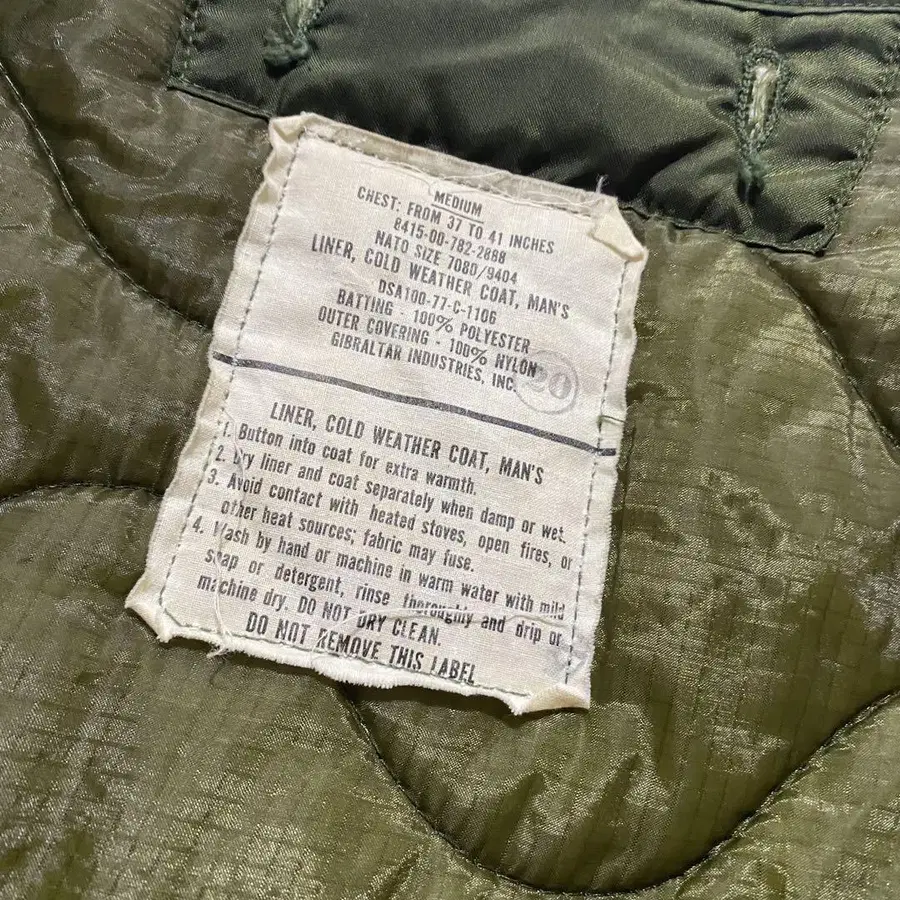 MEDIUM
CHEST: FROM 37 TO 41 INCHES
8415-00-782-2888
NATO SIZE 7080/9404
LINER, COLD WEATHER COAT, MAN'S
DSA100-77-C-1106
BATTING - 100% POLYESTER
OUTER COVERING - 100% NYLON
GIBRALTAR INDUSTRIES, INC.
20
LINER, COLD WEATHER COAT, MAN'S
1. Button into coat for extra warmth.
2. Dry liner and coat separately when damp or wet.
3. Avoid contact with heated stoves, open fires, or
other heat sources; fabric may fuse.
4. Wash by hand or machine in warm water with mild
soap or detergent, rinse thoroughly and drip or
machine dry. DO NOT DRY CLEAN.
DO NOT REMOVE THIS LABEL